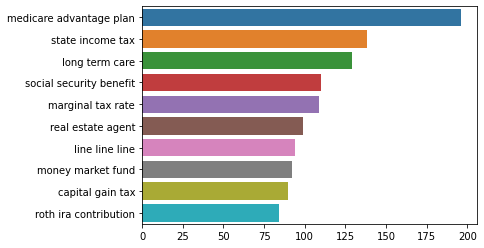 medicare advantage plan
state income tax
long term care
social security benefit
marginal tax rate
real estate agent
line line line
money market fund
capital gain tax
roth ira contribution
0 25 50 75 100 125 150 175 200